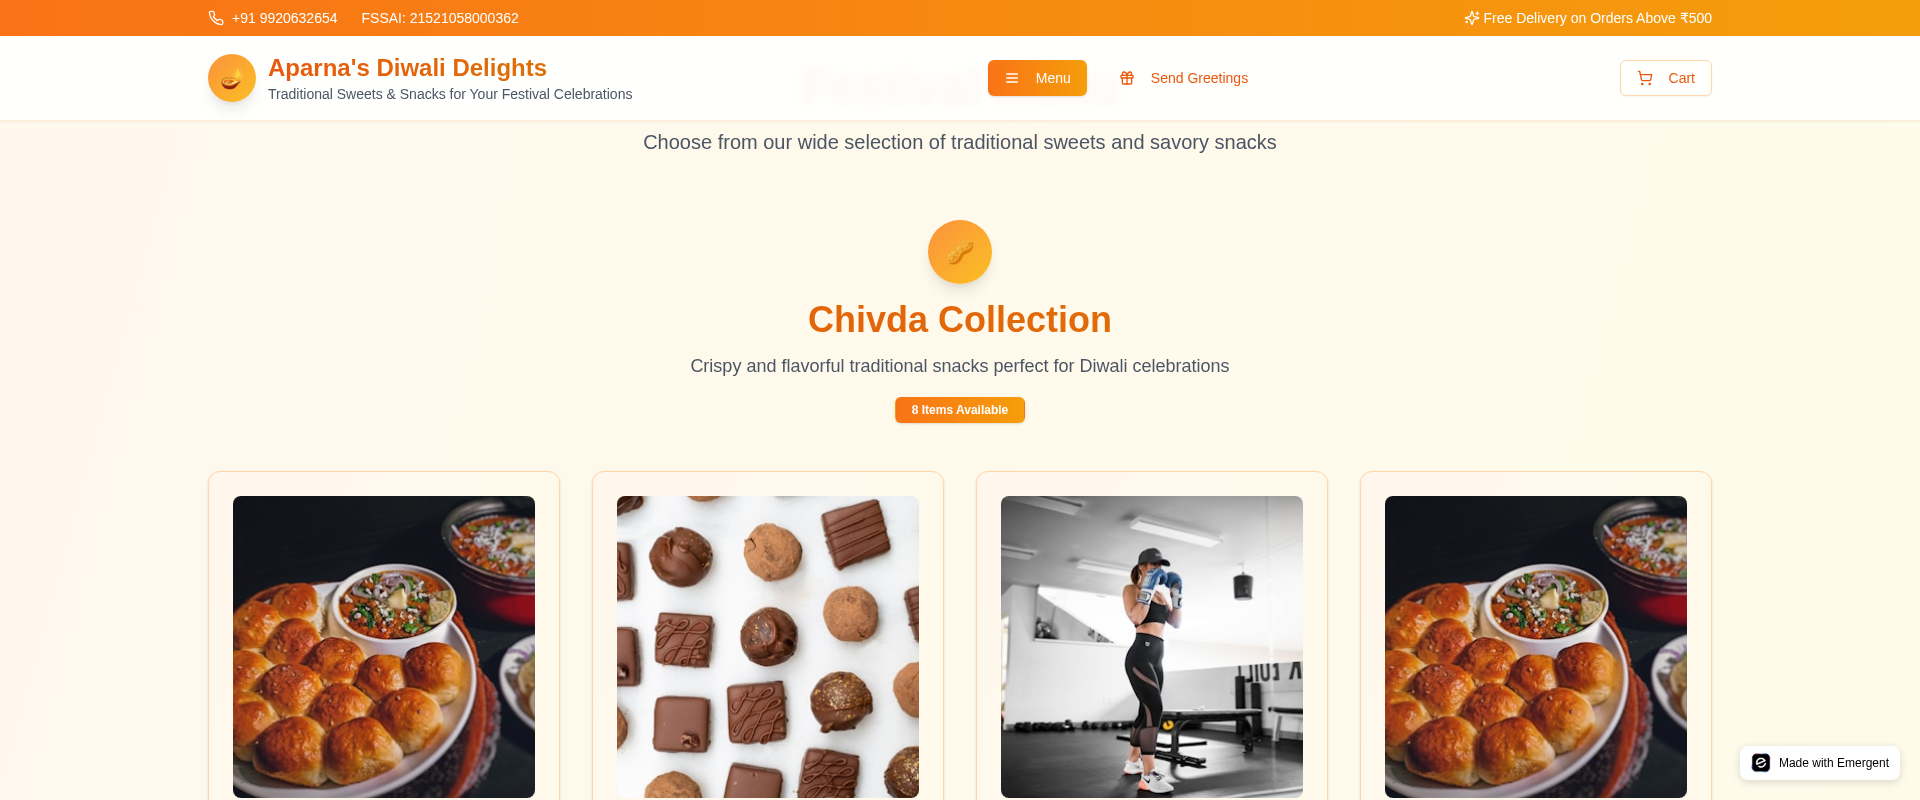 +91 9920632654
FSSAI: 21521058000362
Free Delivery on Orders Above ₹500
Aparna's Diwali Delights
Traditional Sweets & Snacks for Your Festival Celebrations
Menu
Send Greetings
Cart
Choose from our wide selection of traditional sweets and savory snacks
Chivda Collection
Crispy and flavorful traditional snacks perfect for Diwali celebrations
8 Items Available
Made with Emergent